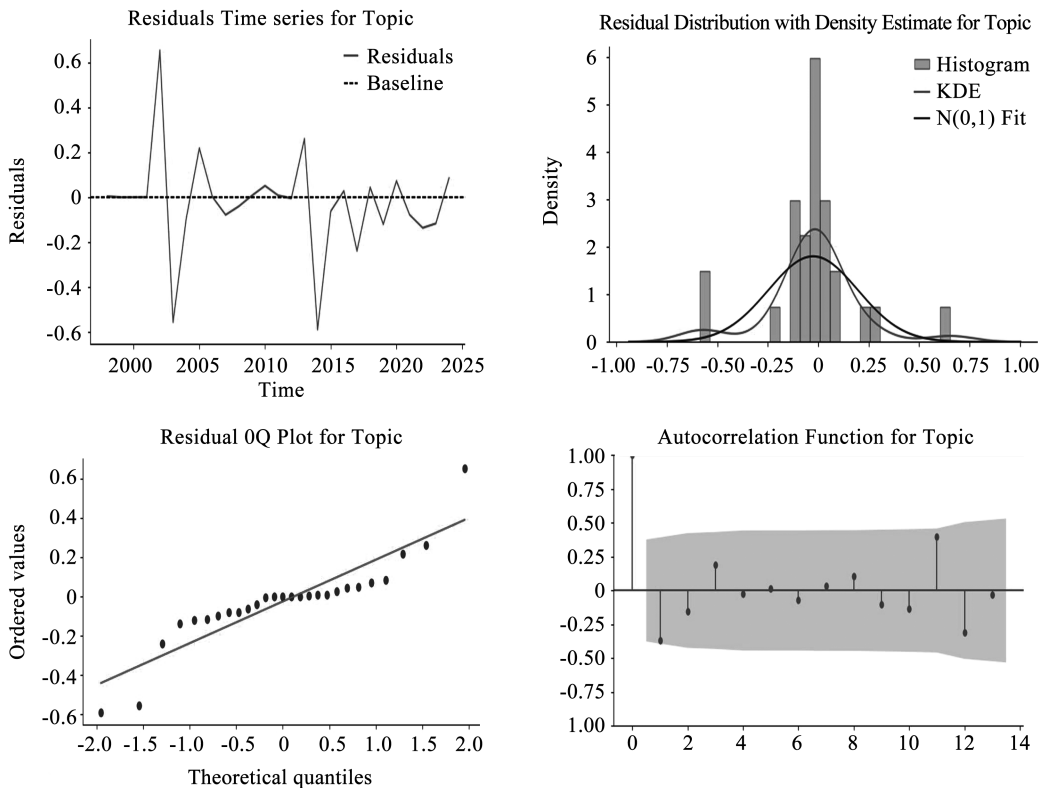 Residuals Time series for Topic
Residuals
Baseline
0.6
0.4
0.2
0
-0.2
-0.4
-0.6
Residuals
2000 2005 2010 2015 2020 2025
Time
Residual Distribution with Density Estimate for Topic
Histogram
KDE
N(0,1) Fit
6
5
4
3
2
1
0
Density
-1.00 -0.75 -0.50 -0.25 0 0.25 0.50 0.75 1.00
Residual 0Q Plot for Topic
0.6
0.4
0.2
0
-0.2
-0.4
-0.6
Ordered values
-2.0 -1.5 -1.0 -0.5 0 0.5 1.0 1.5 2.0
Theoretical quantiles
Autocorrelation Function for Topic
1.00
0.75
0.50
0.25
0
-0.25
-0.50
-0.75
1.00
0 2 4 6 8 10 12 14